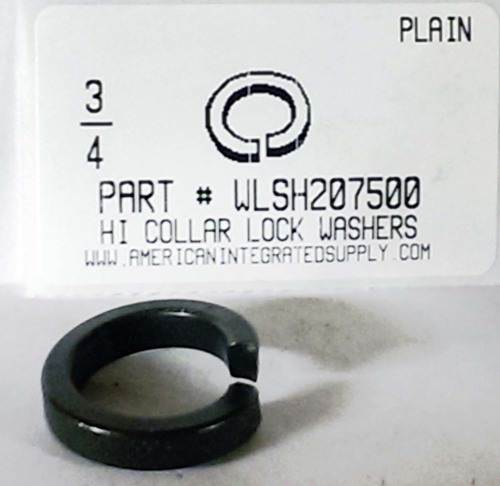 PLAIN
3
4
PART # WLSH207500
HI COLLAR LOCK WASHERS
WWW.AMERICANINTEGRATEDSUPPLY.COM